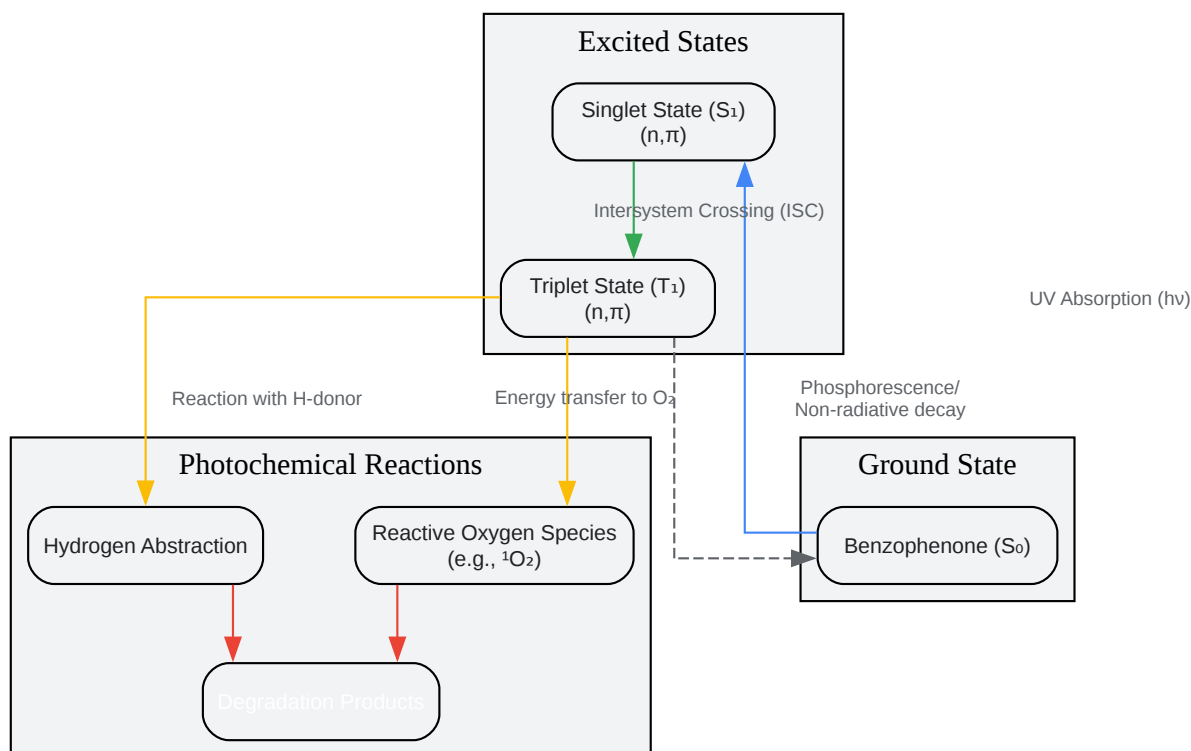 Excited States
Singlet State (S₁)
(n,π)
Intersystem Crossing (ISC)
Triplet State (T₁)
(n,π)
UV Absorption (hν)
Reaction with H-donor
Energy transfer to O₂
Phosphorescence/
Non-radiative decay
Photochemical Reactions
Hydrogen Abstraction
Reactive Oxygen Species
(e.g., ¹O₂)
Degradation Products
Ground State
Benzophenone (S₀)